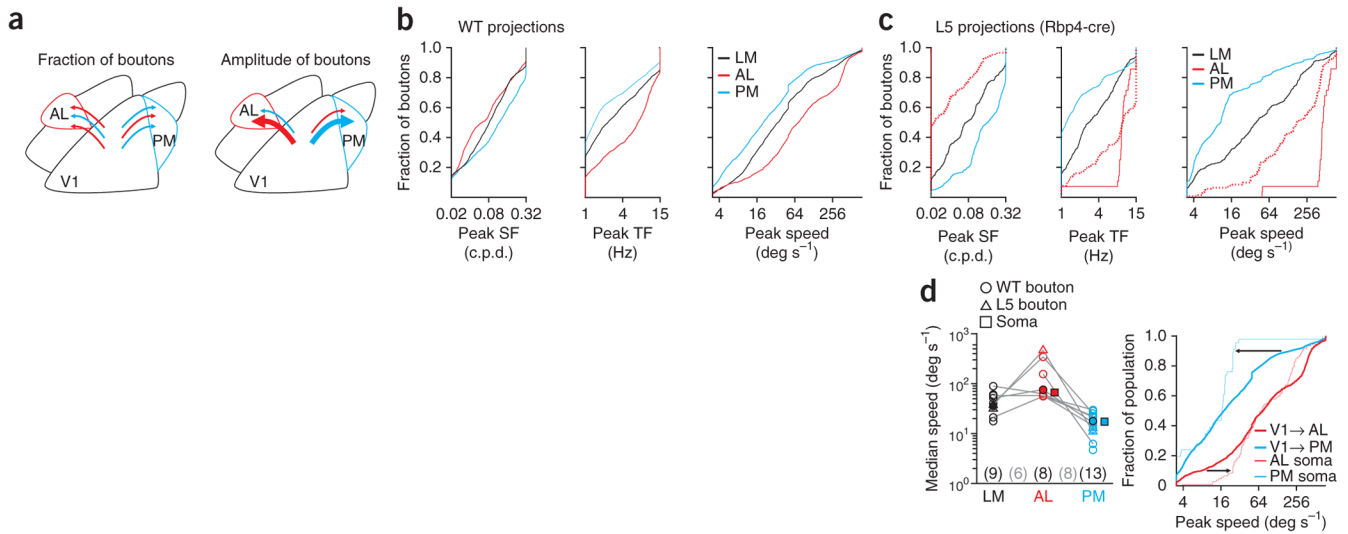 a
Fraction of boutons
Amplitude of boutons
AL
PM
V1
AL
PM
V1
b
WT projections
Fraction of boutons
1.0
0.8
0.6
0.4
0.2
0.02 0.08 0.32
Peak SF
(c.p.d.)
1 4 15
Peak TF
(Hz)
LM
AL
PM
4 16 64 256
Peak speed
(deg s⁻¹)
c
L5 projections (Rbp4-cre)
Fraction of boutons
1.0
0.8
0.6
0.4
0.2
0.02 0.08 0.32
Peak SF
(c.p.d.)
1 4 15
Peak TF
(Hz)
LM
AL
PM
4 16 64 256
Peak speed
(deg s⁻¹)
d
WT bouton
L5 bouton
Soma
Median speed (deg s⁻¹)
10³
10²
10¹
10⁰
(9) (6) (8) (8) (13)
LM AL PM
Fraction of population
1.0
0.8
0.6
0.4
0.2
0
V1→ AL
V1→ PM
AL soma
PM soma
4 16 256
Peak speed (deg s⁻¹)